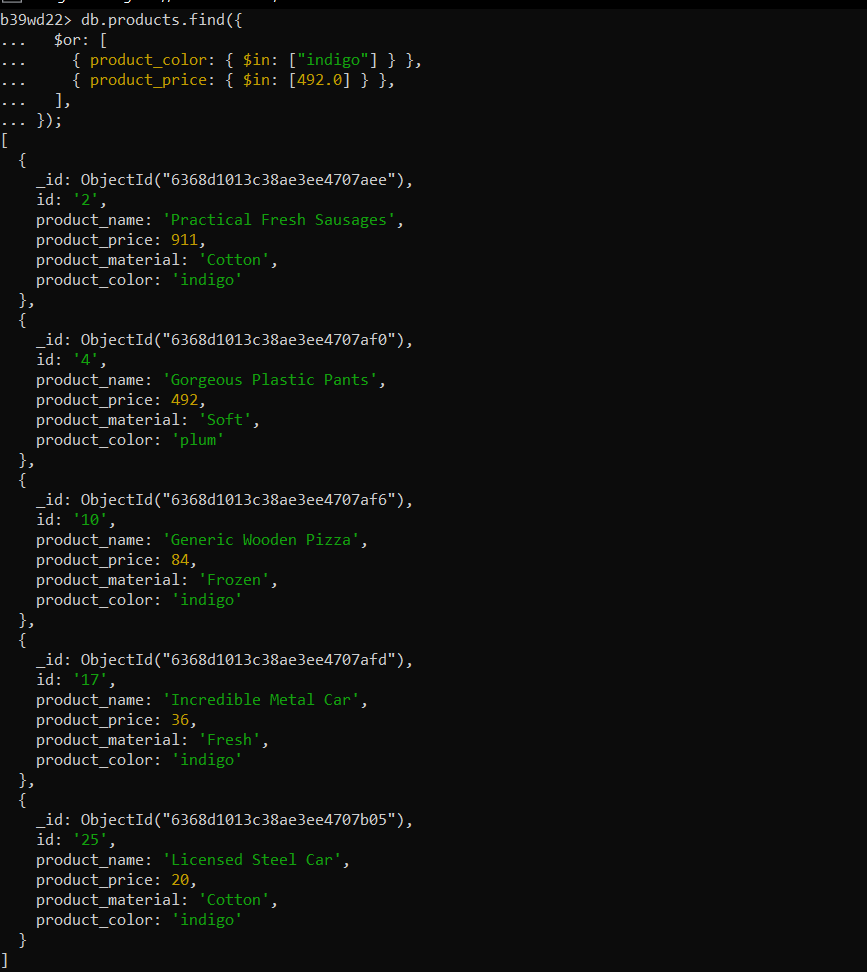 b39wd22> db.products.find({
...   $or: [
...     { product_color: { $in: ["indigo"] } },
...     { product_price: { $in: [492.0] } },
...   ],
... });
[
  {
    _id: ObjectId("6368d1013c38ae3ee4707aee"),
    id: '2',
    product_name: 'Practical Fresh Sausages',
    product_price: 911,
    product_material: 'Cotton',
    product_color: 'indigo'
  },
  {
    _id: ObjectId("6368d1013c38ae3ee4707af0"),
    id: '4',
    product_name: 'Gorgeous Plastic Pants',
    product_price: 492,
    product_material: 'Soft',
    product_color: 'plum'
  },
  {
    _id: ObjectId("6368d1013c38ae3ee4707af6"),
    id: '10',
    product_name: 'Generic Wooden Pizza',
    product_price: 84,
    product_material: 'Frozen',
    product_color: 'indigo'
  },
  {
    _id: ObjectId("6368d1013c38ae3ee4707afd"),
    id: '17',
    product_name: 'Incredible Metal Car',
    product_price: 36,
    product_material: 'Fresh',
    product_color: 'indigo'
  },
  {
    _id: ObjectId("6368d1013c38ae3ee4707b05"),
    id: '25',
    product_name: 'Licensed Steel Car',
    product_price: 20,
    product_material: 'Cotton',
    product_color: 'indigo'
  }
]